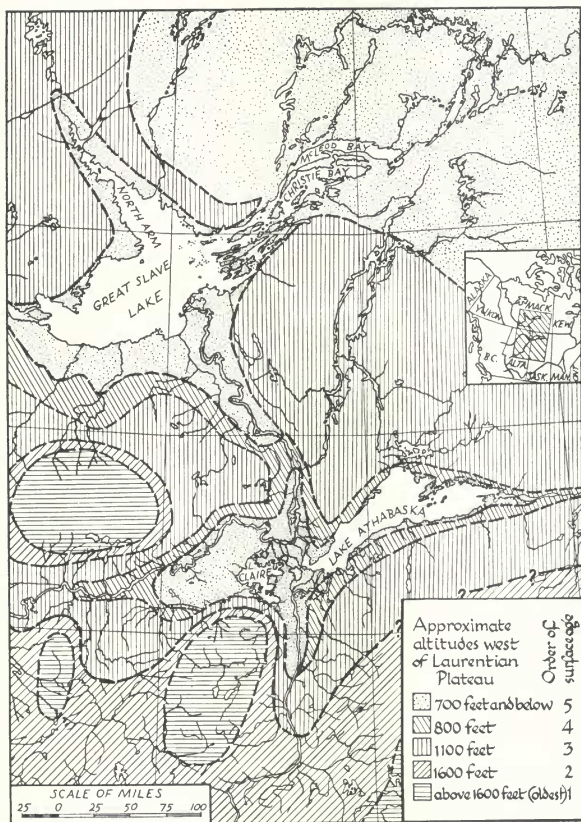 McLEOD BAY
CHRISTIE BAY
NORTH ARM
GREAT SLAVE
LAKE
ALASKA
YUKON
MACK.
KEW.
B.C.
ALTA.
SASK.
MAN.
LAKE ATHABASKA
CLAIRE
?
?
?
Approximate
altitudes west
of Laurentian
Plateau
Order of
surface age
700 feet and below 5
800 feet 4
1100 feet 3
1600 feet 2
above 1600 feet (oldest) 1
SCALE OF MILES
25 0 25 50 75 100